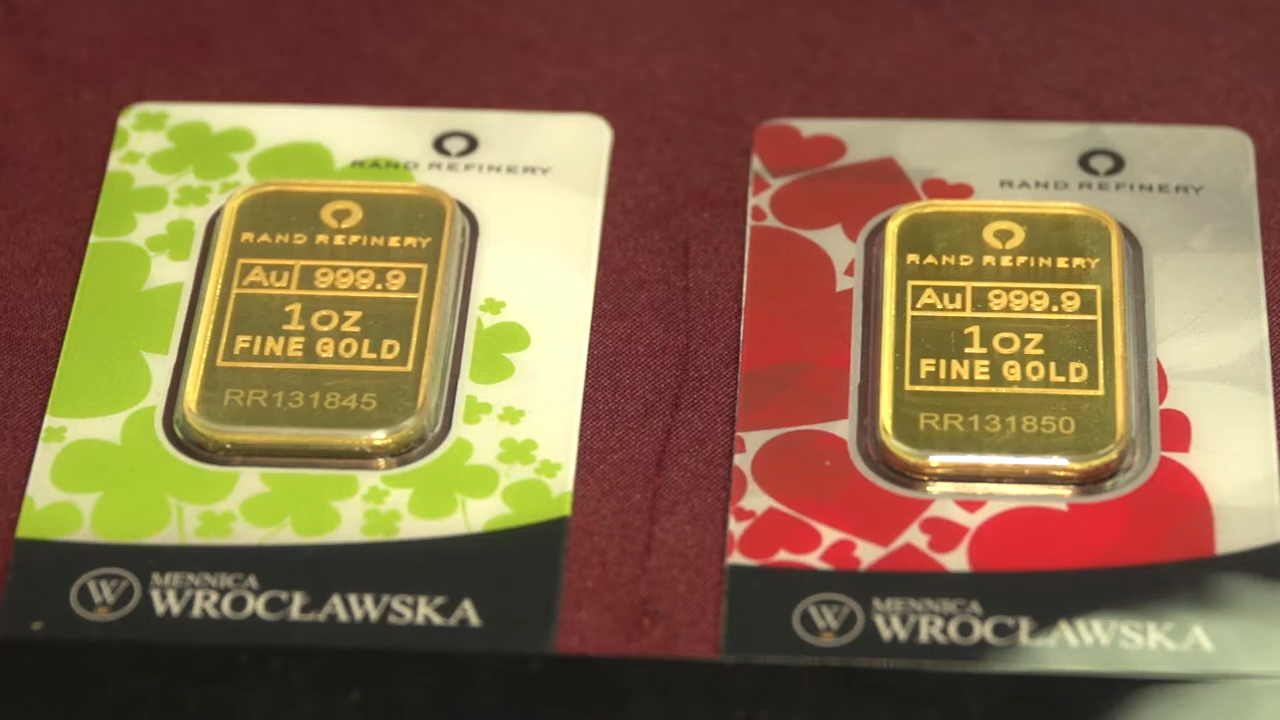 RAND REFINERY
RAND REFINERY
Au 999.9
1oz
FINE GOLD
RR131845
W MENNICA
WROCŁAWSKA
RAND REFINERY
RAND REFINERY
Au 999.9
1oz
FINE GOLD
RR131850
W MENNICA
WROCŁAWSKA